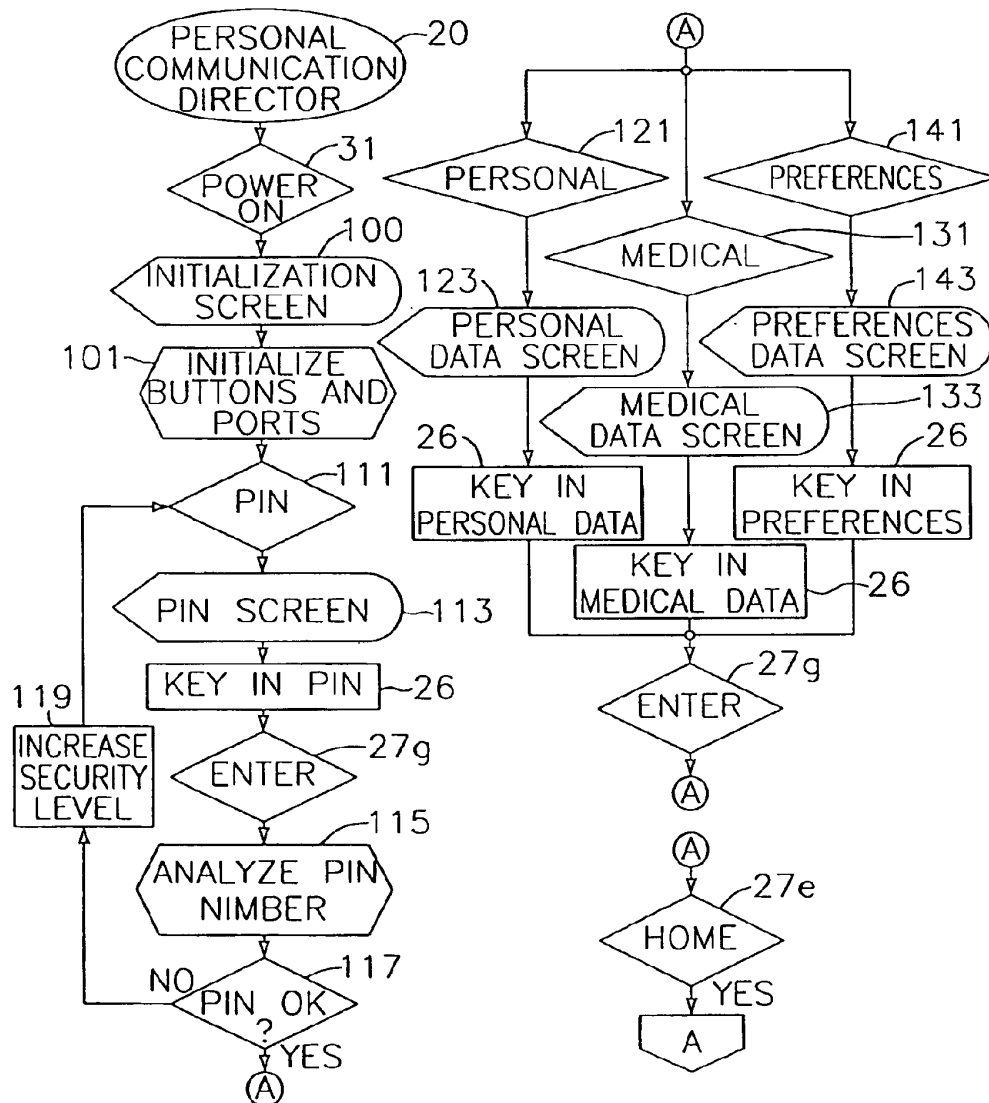 PERSONAL
COMMUNICATION
DIRECTOR
20
POWER
ON
31
INITIALIZATION
SCREEN
100
101
INITIALIZE
BUTTONS AND
PORTS
PIN
111
PIN SCREEN
113
KEY IN PIN
26
119
INCREASE
SECURITY
LEVEL
ENTER
27g
ANALYZE PIN
NIMBER
115
NO
PIN OK
?
117
YES
A
A
PERSONAL
121
MEDICAL
131
PREFERENCES
141
123
PERSONAL
DATA SCREEN
MEDICAL
DATA SCREEN
133
143
PREFERENCES
DATA SCREEN
26
KEY IN
PERSONAL DATA
KEY IN
MEDICAL DATA
26
26
KEY IN
PREFERENCES
ENTER
27g
A
A
HOME
27e
YES
A